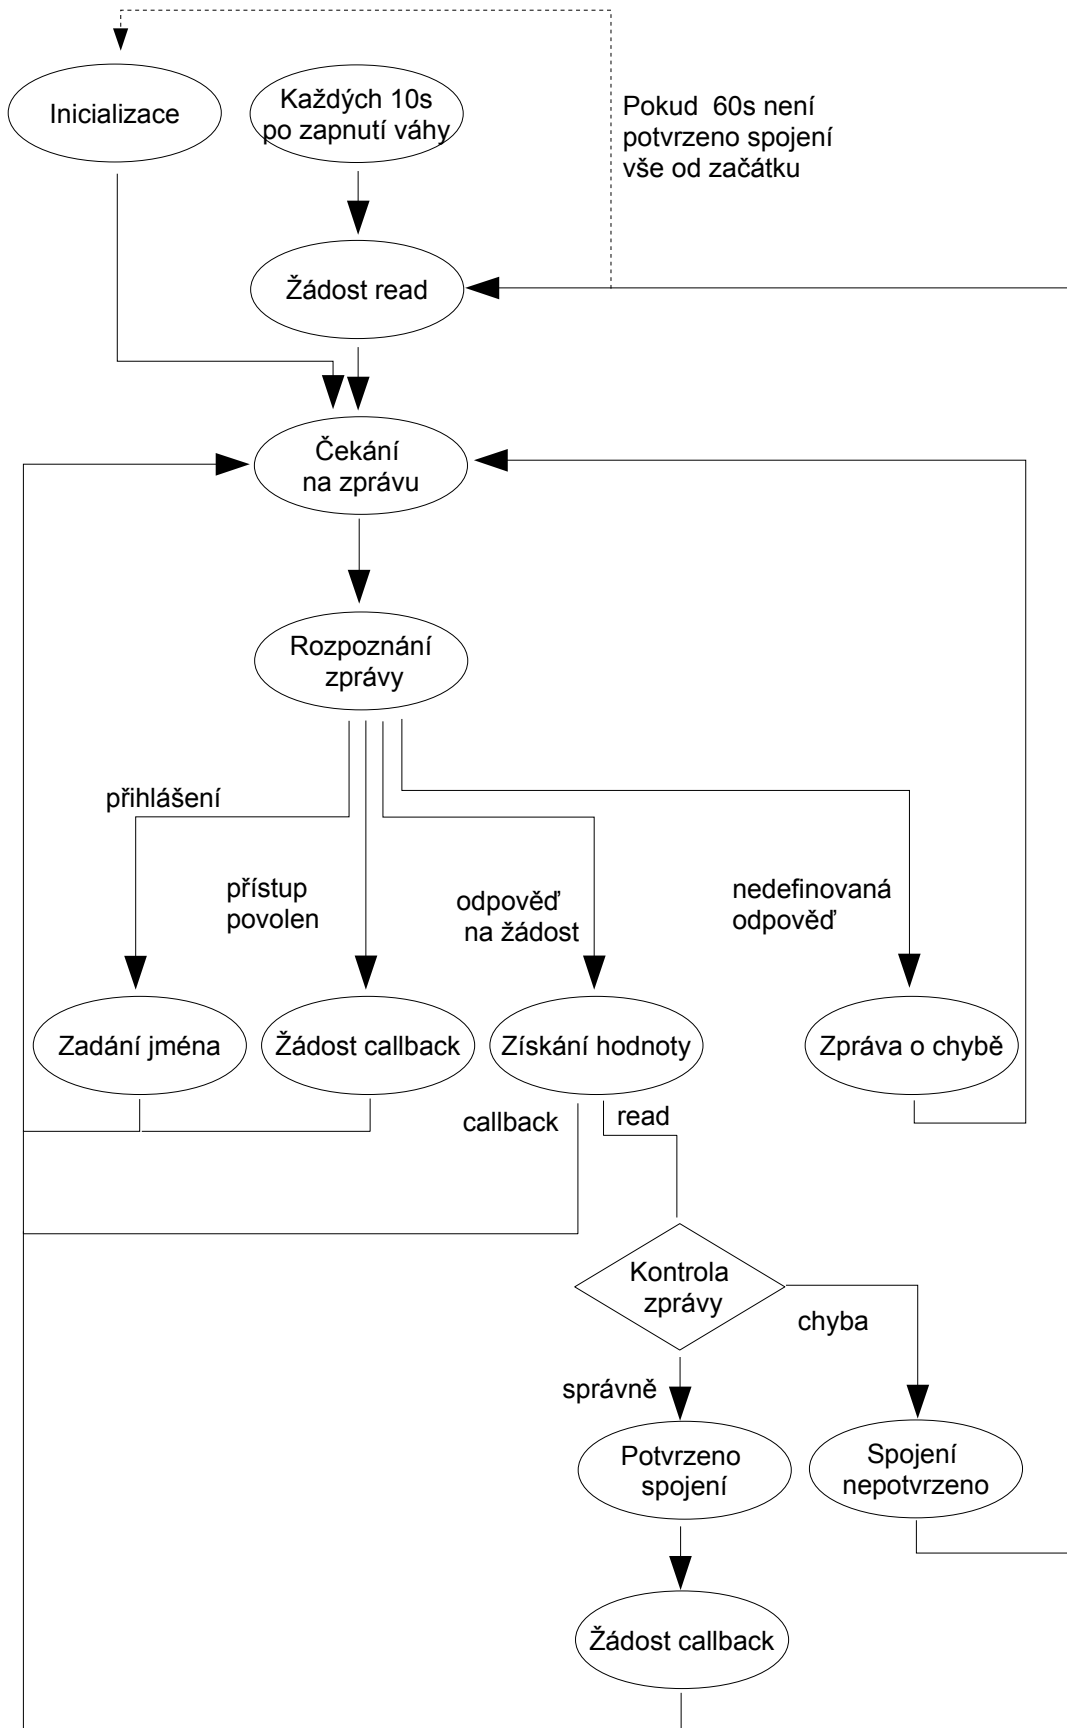 Inicializace
Každých 10s
po zapnutí váhy
Pokud  60s není
potvrzeno spojení
vše od začátku
Žádost read
Čekání
na zprávu
Rozpoznání
zprávy
přihlášení
přístup
povolen
odpověď
na žádost
nedefinovaná
odpověď
Zadání jména
Žádost callback
Získání hodnoty
Zpráva o chybě
callback
read
Kontrola
zprávy
chyba
správně
Potvrzeno
spojení
Spojení
nepotvrzeno
Žádost callback